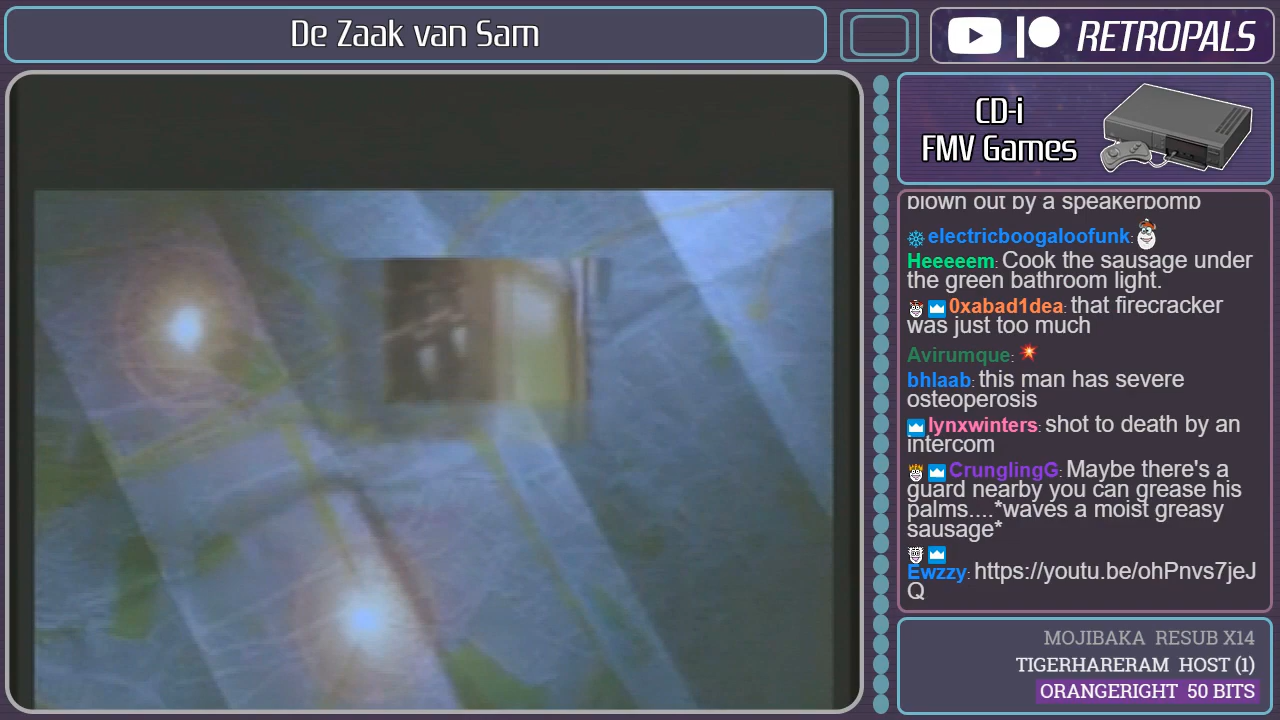 De Zaak van Sam
RETROPALS
CD-i
FMV Games
blown out by a speakerbomb
electricboogaloofunk:
Heeeeem: Cook the sausage under
the green bathroom light.
0xabad1dea: that firecracker
was just too much
Avirumque:
bhlaab: this man has severe
osteoperosis
lynxwinters: shot to death by an
intercom
CrunglingG: Maybe there's a
guard nearby you can grease his
palms....*waves a moist greasy
sausage*
Ewzzy: https://youtu.be/ohPnvs7jeJ
Q
MOJIBAKA RESUB X14
TIGERHARERAM HOST (1)
ORANGERIGHT 50 BITS